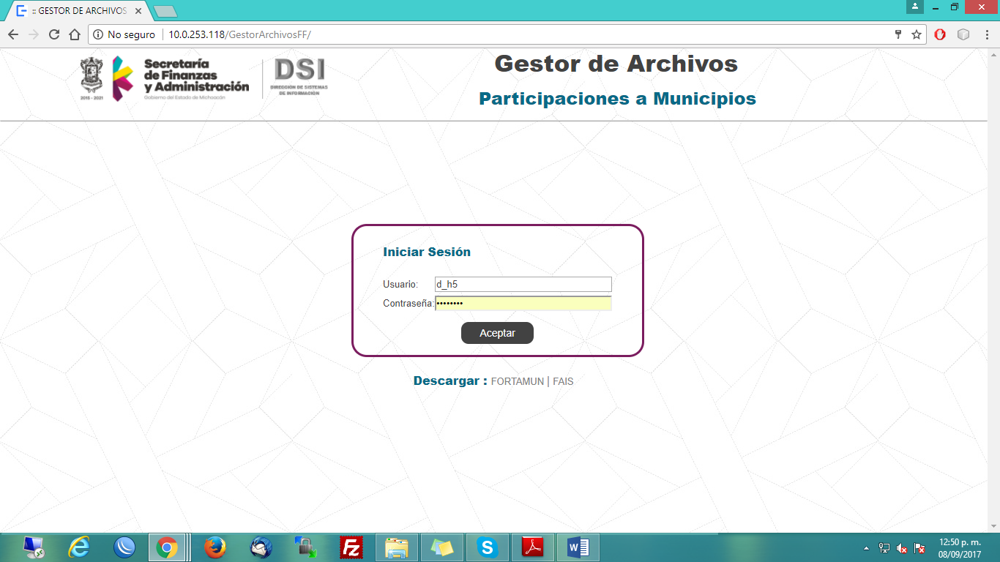 :: GESTOR DE ARCHIVOS
No seguro
10.0.253.118/GestorArchivosFF/
2015 - 2021
Secretaría
de Finanzas
y Administración
Gobierno del Estado de Michoacán
DSI
DIRECCIÓN DE SISTEMAS
DE INFORMACIÓN
Gestor de Archivos
Participaciones a Municipios
Iniciar Sesión
Usuario: d_h5
Contraseña: ••••••••
Aceptar
Descargar : FORTAMUN | FAIS
12:50 p. m.
08/09/2017